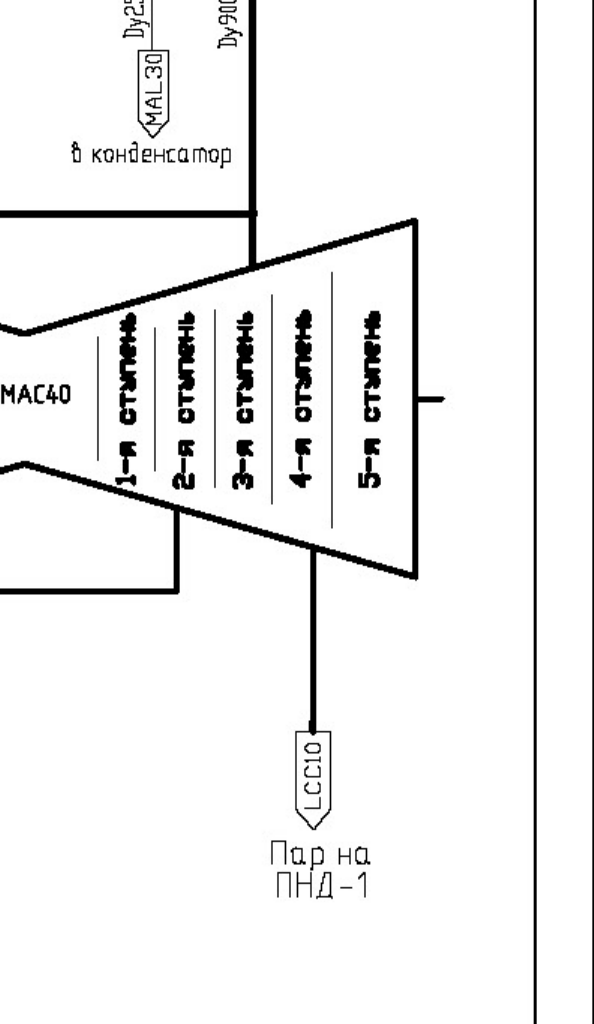 Dy900
MAL30
в конденсатор
MAC40
1-я ступень
2-я ступень
3-я ступень
4-я ступень
5-я ступень
LCC10
Пар на
ПНД-1